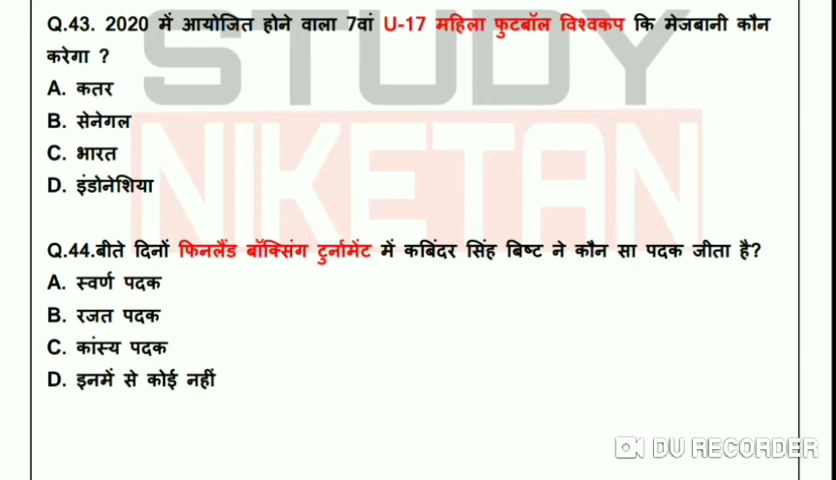 STUDY
NIKETAN
Q.43. 2020 में आयोजित होने वाला 7वां U-17 महिला फुटबॉल विश्वकप कि मेजबानी कौन
करेगा ?
A. कतर
B. सेनेगल
C. भारत
D. इंडोनेशिया
Q.44.बीते दिनों फिनलैंड बॉक्सिंग टुर्नामेंट में कबिंदर सिंह बिष्ट ने कौन सा पदक जीता है?
A. स्वर्ण पदक
B. रजत पदक
C. कांस्य पदक
D. इनमें से कोई नहीं
DU RECORDER